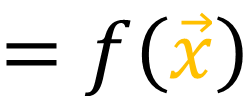 = f(x⃗)